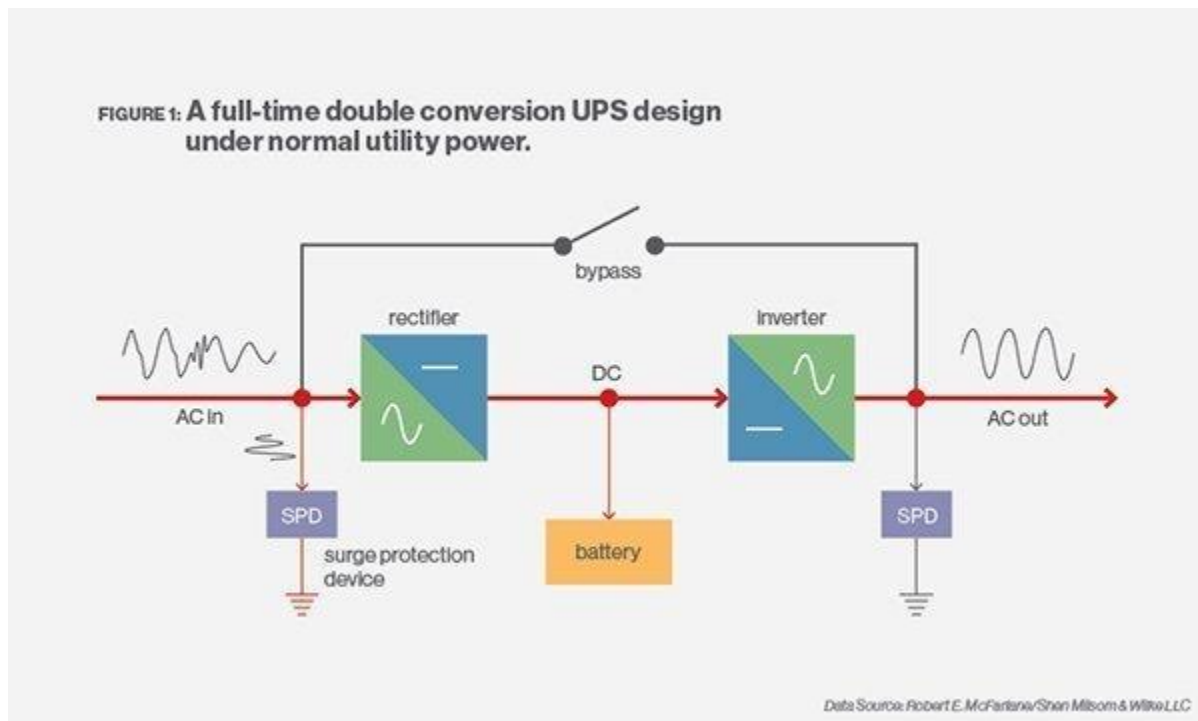 FIGURE 1: A full-time double conversion UPS design
under normal utility power.
bypass
rectifier
inverter
DC
AC in
AC out
SPD
SPD
surge protection
device
battery
Data Source: Robert E. McFarlane/Shen Milsom & Wilke LLC